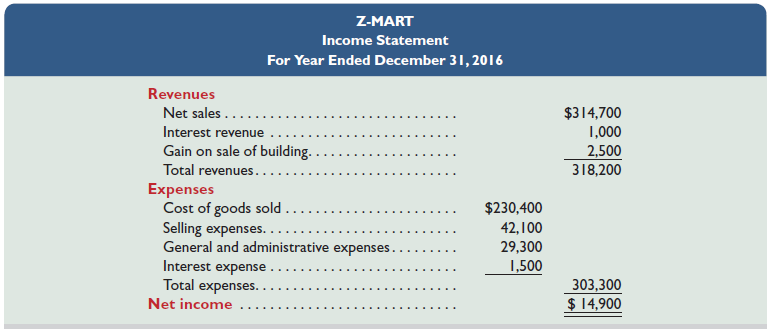 Z-MART
Income Statement
For Year Ended December 31, 2016
Revenues
Net sales . . . . . . . . . . . . . . . . . . . . . . . . . . . . . . . $314,700
Interest revenue . . . . . . . . . . . . . . . . . . . . . . . . . 1,000
Gain on sale of building. . . . . . . . . . . . . . . . . . . . 2,500
Total revenues. . . . . . . . . . . . . . . . . . . . . . . . . . . 318,200
Expenses
Cost of goods sold . . . . . . . . . . . . . . . . . . . . . . . $230,400
Selling expenses. . . . . . . . . . . . . . . . . . . . . . . . . . 42,100
General and administrative expenses. . . . . . . . . 29,300
Interest expense . . . . . . . . . . . . . . . . . . . . . . . . . 1,500
Total expenses. . . . . . . . . . . . . . . . . . . . . . . . . . . 303,300
Net income . . . . . . . . . . . . . . . . . . . . . . . . . . . . . $ 14,900